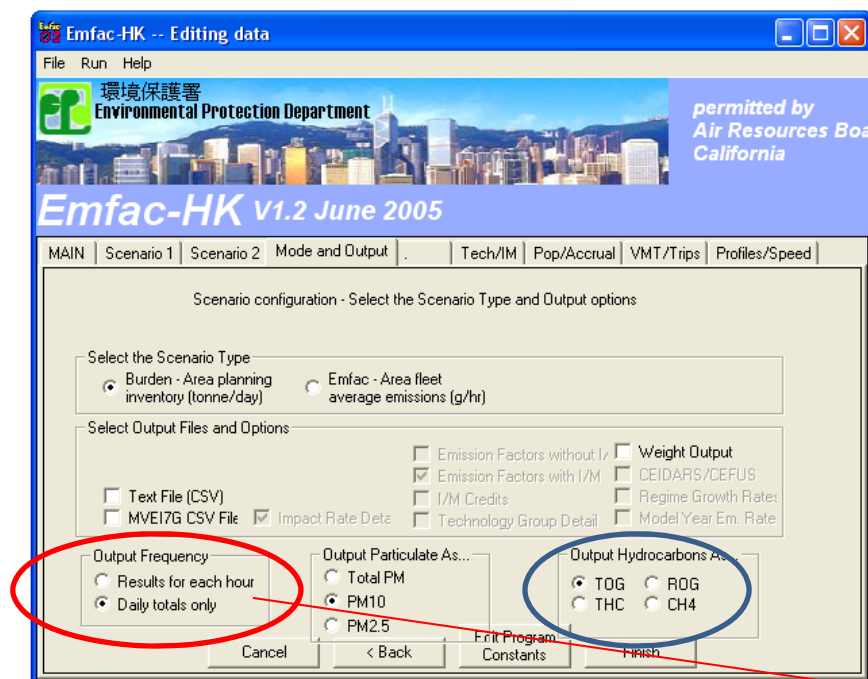 Emfac-HK -- Editing data
File Run Help
環境保護署
Environmental Protection Department
permitted by
Air Resources Boa
California
Emfac-HK V1.2 June 2005
MAIN Scenario 1 Scenario 2 Mode and Output . Tech/IM Pop/Accrual VMT/Trips Profiles/Speed
Scenario configuration - Select the Scenario Type and Output options
Select the Scenario Type
Burden - Area planning
inventory (tonne/day)
Emfac - Area fleet
average emissions (g/hr)
Select Output Files and Options
Text File (CSV)
MVEI7G CSV File
Impact Rate Deta
Emission Factors without I/
Emission Factors with I/M
I/M Credits
Technology Group Detail
Weight Output
CEIDARS/CEFUS
Regime Growth Rates
Model Year Em. Rate
Output Frequency
Results for each hour
Daily totals only
Output Particulate As...
Total PM
PM10
PM2.5
Output Hydrocarbons As...
TOG ROG
THC CH4
Cancel
< Back
Edit Program
Constants
Finish